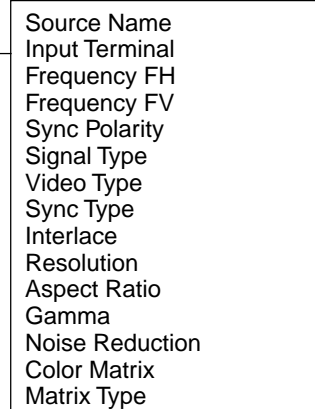 Source Name
Input Terminal
Frequency FH
Frequency FV
Sync Polarity
Signal Type
Video Type
Sync Type
Interlace
Resolution
Aspect Ratio
Gamma
Noise Reduction
Color Matrix
Matrix Type